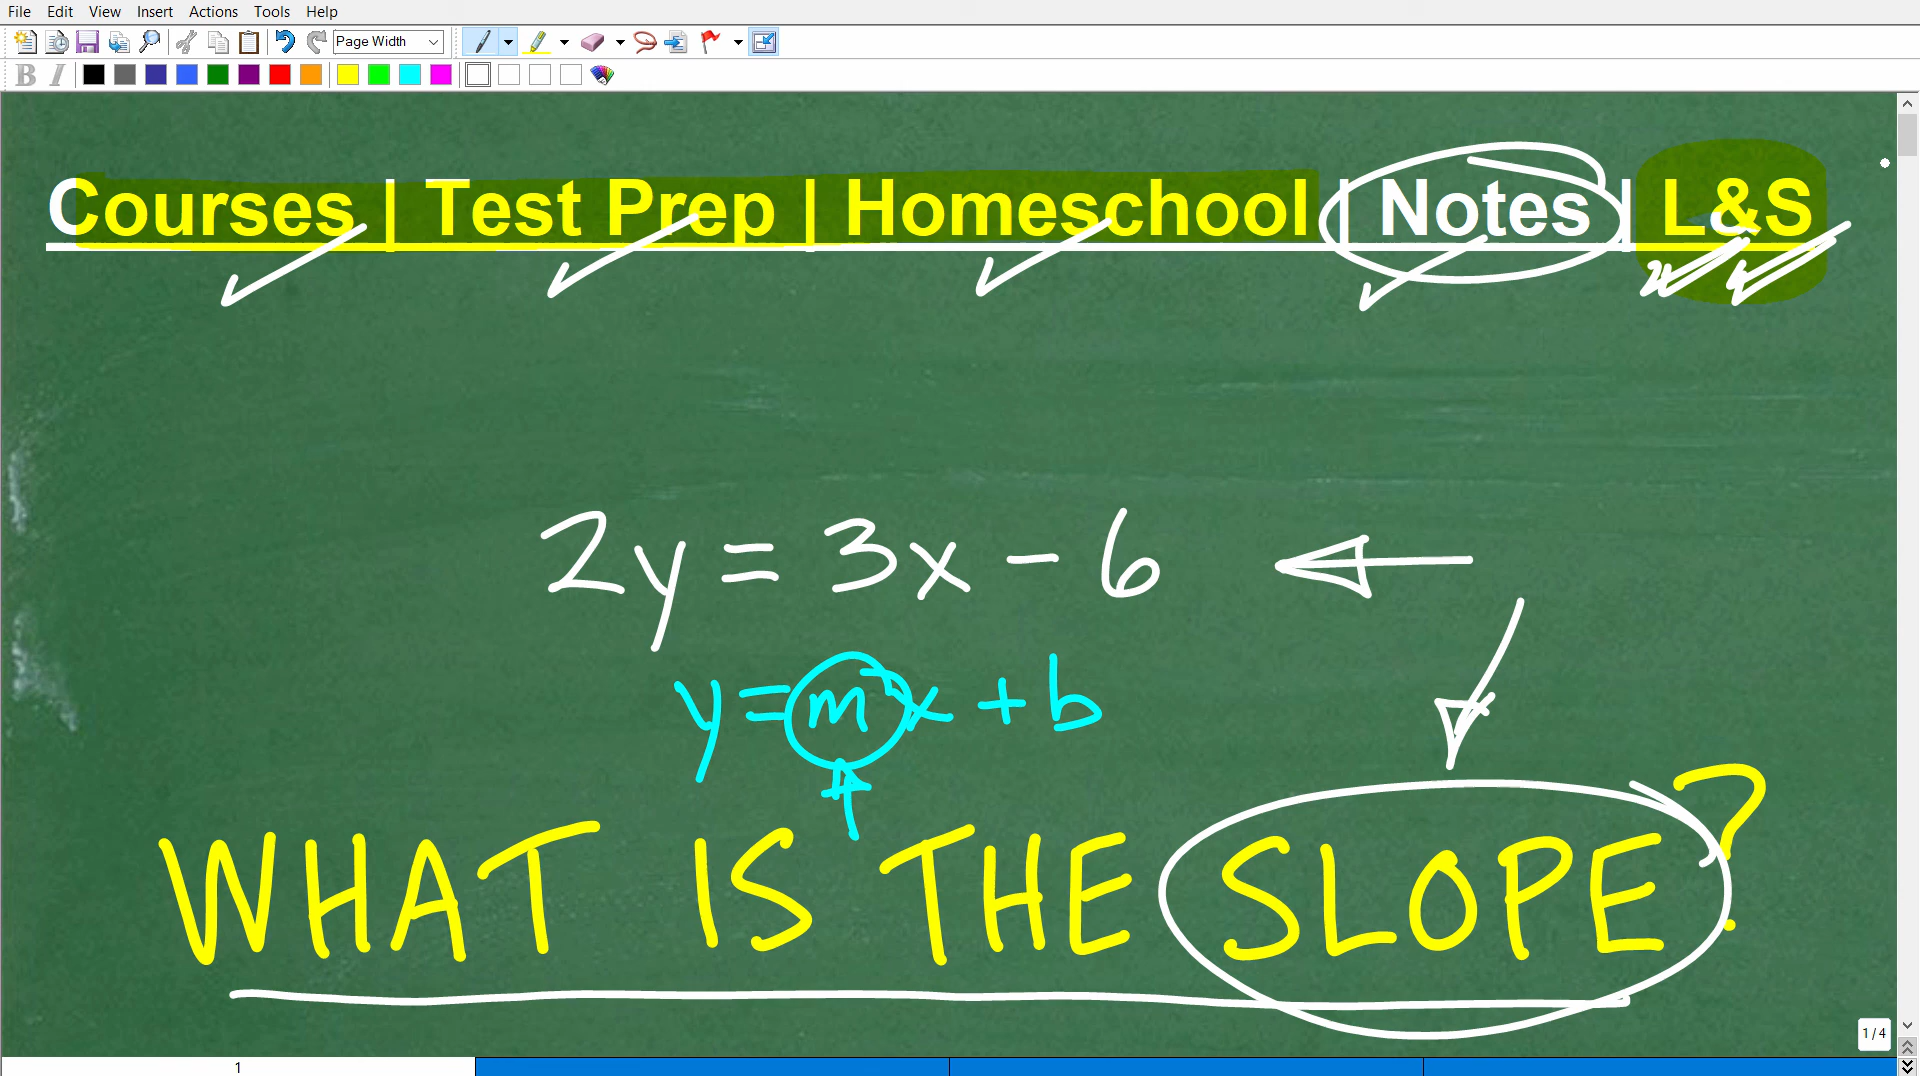 File Edit View Insert Actions Tools Help
Page Width
B I
Courses | Test Prep | Homeschool | Notes | L&S
2y = 3x - 6
y = mx + b
WHAT IS THE SLOPE?
1 / 4
1